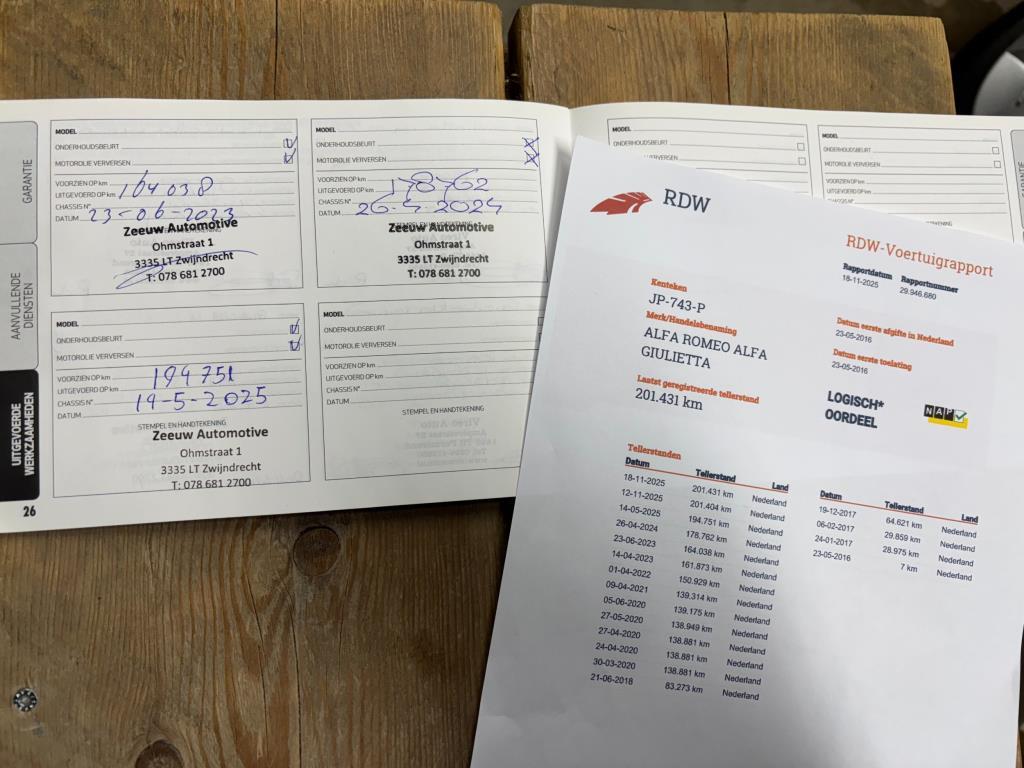 GARANTIE
AANVULLENDE
DIENSTEN
UITGEVOERDE
WERKZAAMHEDEN
26
MODEL
ONDERHOUDSBEURT
MOTOROLIE VERVERSEN
VOORZIEN OP km
UITGEVOERD OP km 164 038
CHASSIS N°
DATUM 23-06-2023
Zeeuw Automotive
Ohmstraat 1
3335 LT Zwijndrecht
T: 078 681 2700
MODEL
ONDERHOUDSBEURT
MOTOROLIE VERVERSEN
VOORZIEN OP km
UITGEVOERD OP km 178762
CHASSIS N°
DATUM 26-4-2024
STEMPEL EN HANDTEKENING
Zeeuw Automotive
Ohmstraat 1
3335 LT Zwijndrecht
T: 078 681 2700
MODEL
ONDERHOUDSBEURT
MOTOROLIE VERVERSEN
VOORZIEN OP km
UITGEVOERD OP km 194751
CHASSIS N°
DATUM 14-5-2025
STEMPEL EN HANDTEKENING
Zeeuw Automotive
Ohmstraat 1
3335 LT Zwijndrecht
T: 078 681 2700
MODEL
ONDERHOUDSBEURT
MOTOROLIE VERVERSEN
VOORZIEN OP km
UITGEVOERD OP km
CHASSIS N°
DATUM
STEMPEL EN HANDTEKENING
MODEL
ONDERHOUDSBEURT
VERVERSEN
MODEL
ONDERHOUDSBEURT
MOTOROLIE VERVERSEN
VOORZIEN OP km
UITGEVOERD OP km
RDW
RDW-Voertuigrapport
Rapportdatum Rapportnummer
18-11-2025 29.946.680
Kenteken
JP-743-P
Merk/Handelsbenaming
ALFA ROMEO ALFA
GIULIETTA
Laatst geregistreerde tellerstand
201.431 km
Datum eerste afgifte in Nederland
23-05-2016
Datum eerste toelating
23-05-2016
LOGISCH*
OORDEEL
NAP
Tellerstanden
Datum Tellerstand Land
18-11-2025 201.431 km Nederland
12-11-2025 201.404 km Nederland
14-05-2025 194.751 km Nederland
26-04-2024 178.762 km Nederland
23-06-2023 164.038 km Nederland
14-04-2023 161.873 km Nederland
01-04-2022 150.929 km Nederland
09-04-2021 139.314 km Nederland
05-06-2020 139.175 km Nederland
27-05-2020 138.949 km Nederland
27-04-2020 138.881 km Nederland
24-04-2020 138.881 km Nederland
30-03-2020 138.881 km Nederland
21-06-2018 83.273 km Nederland
Datum Tellerstand Land
19-12-2017 64.621 km Nederland
06-02-2017 29.859 km Nederland
24-01-2017 28.975 km Nederland
23-05-2016 7 km Nederland